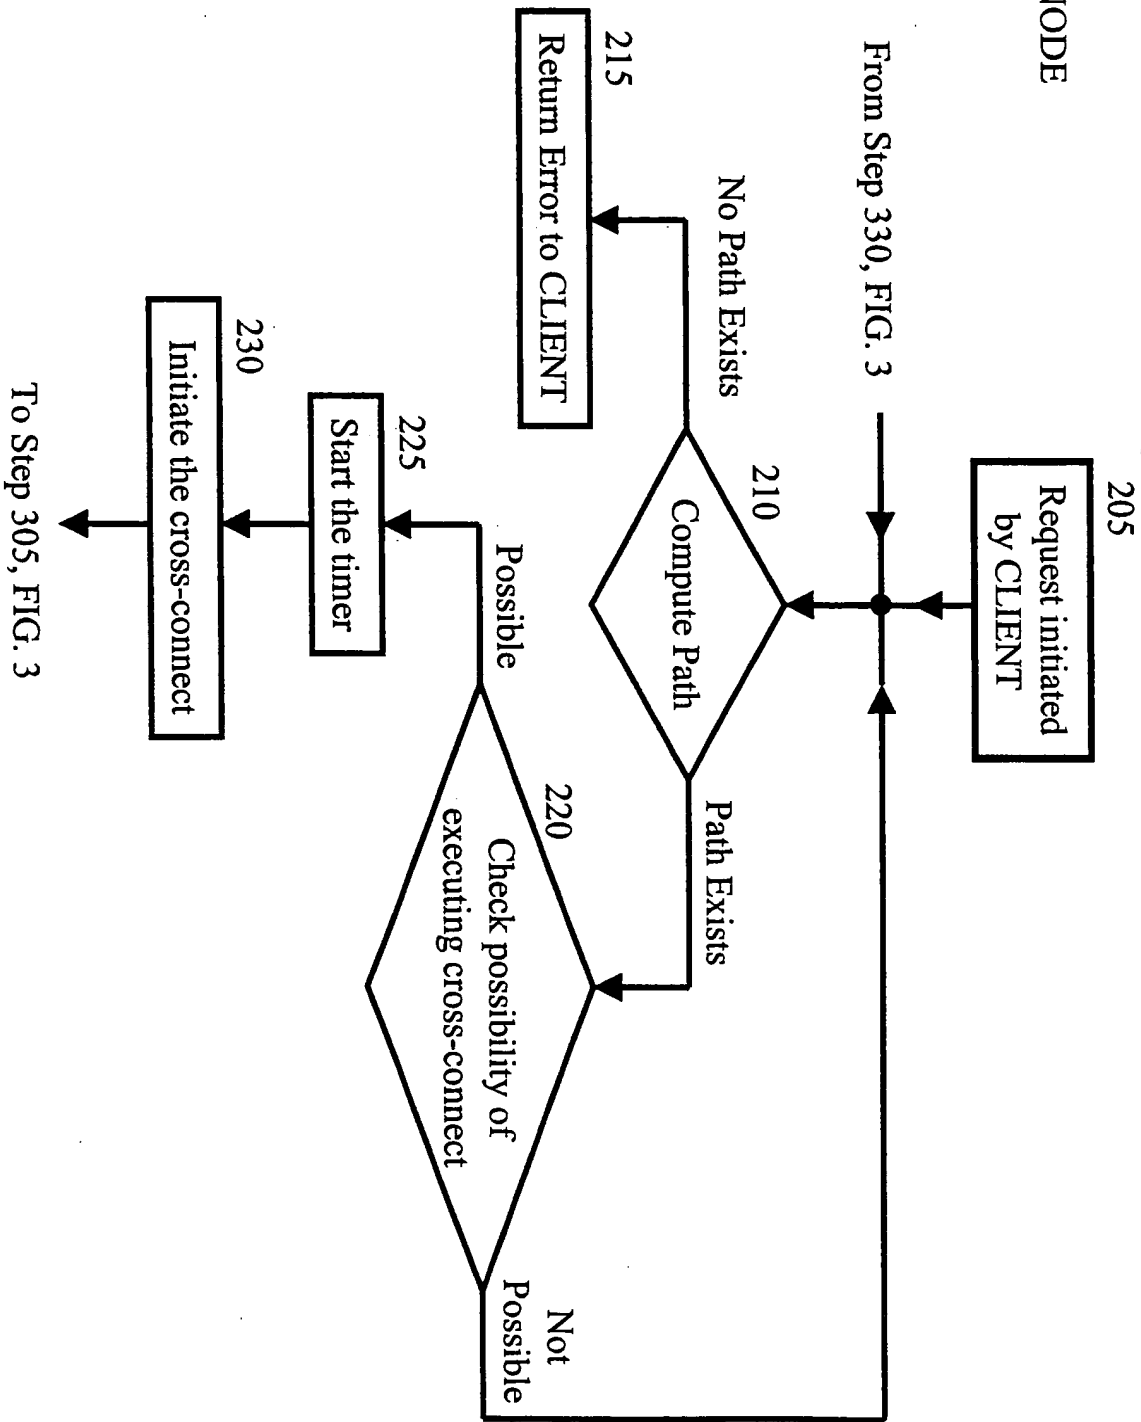 NODE
205
Request initiated
by CLIENT
From Step 330, FIG. 3
210
Compute Path
No Path Exists
Path Exists
215
Return Error to CLIENT
220
Check possibility of
executing cross-connect
Possible
Not
Possible
225
Start the timer
230
Initiate the cross-connect
To Step 305, FIG. 3